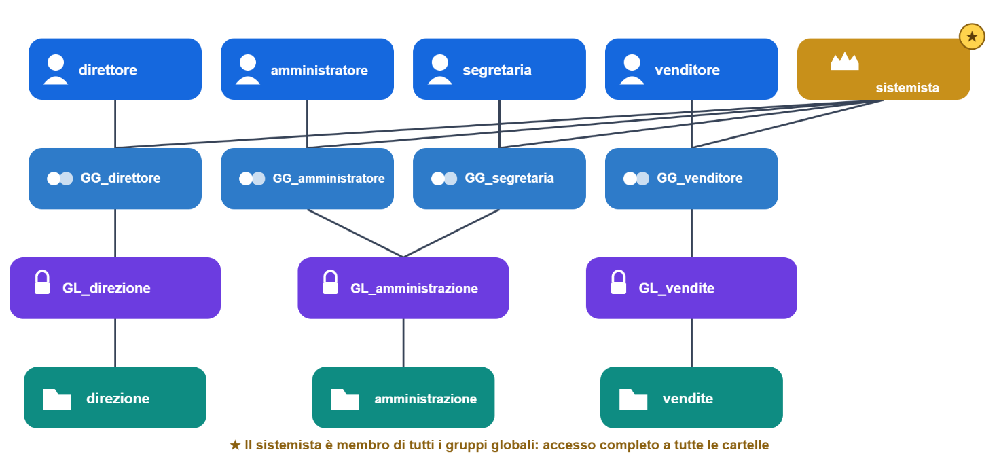 direttore
amministratore
segretaria
venditore
sistemista
GG_direttore
GG_amministratore
GG_segretaria
GG_venditore
GL_direzione
GL_amministrazione
GL_vendite
direzione
amministrazione
vendite
★ Il sistemista è membro di tutti i gruppi globali: accesso completo a tutte le cartelle